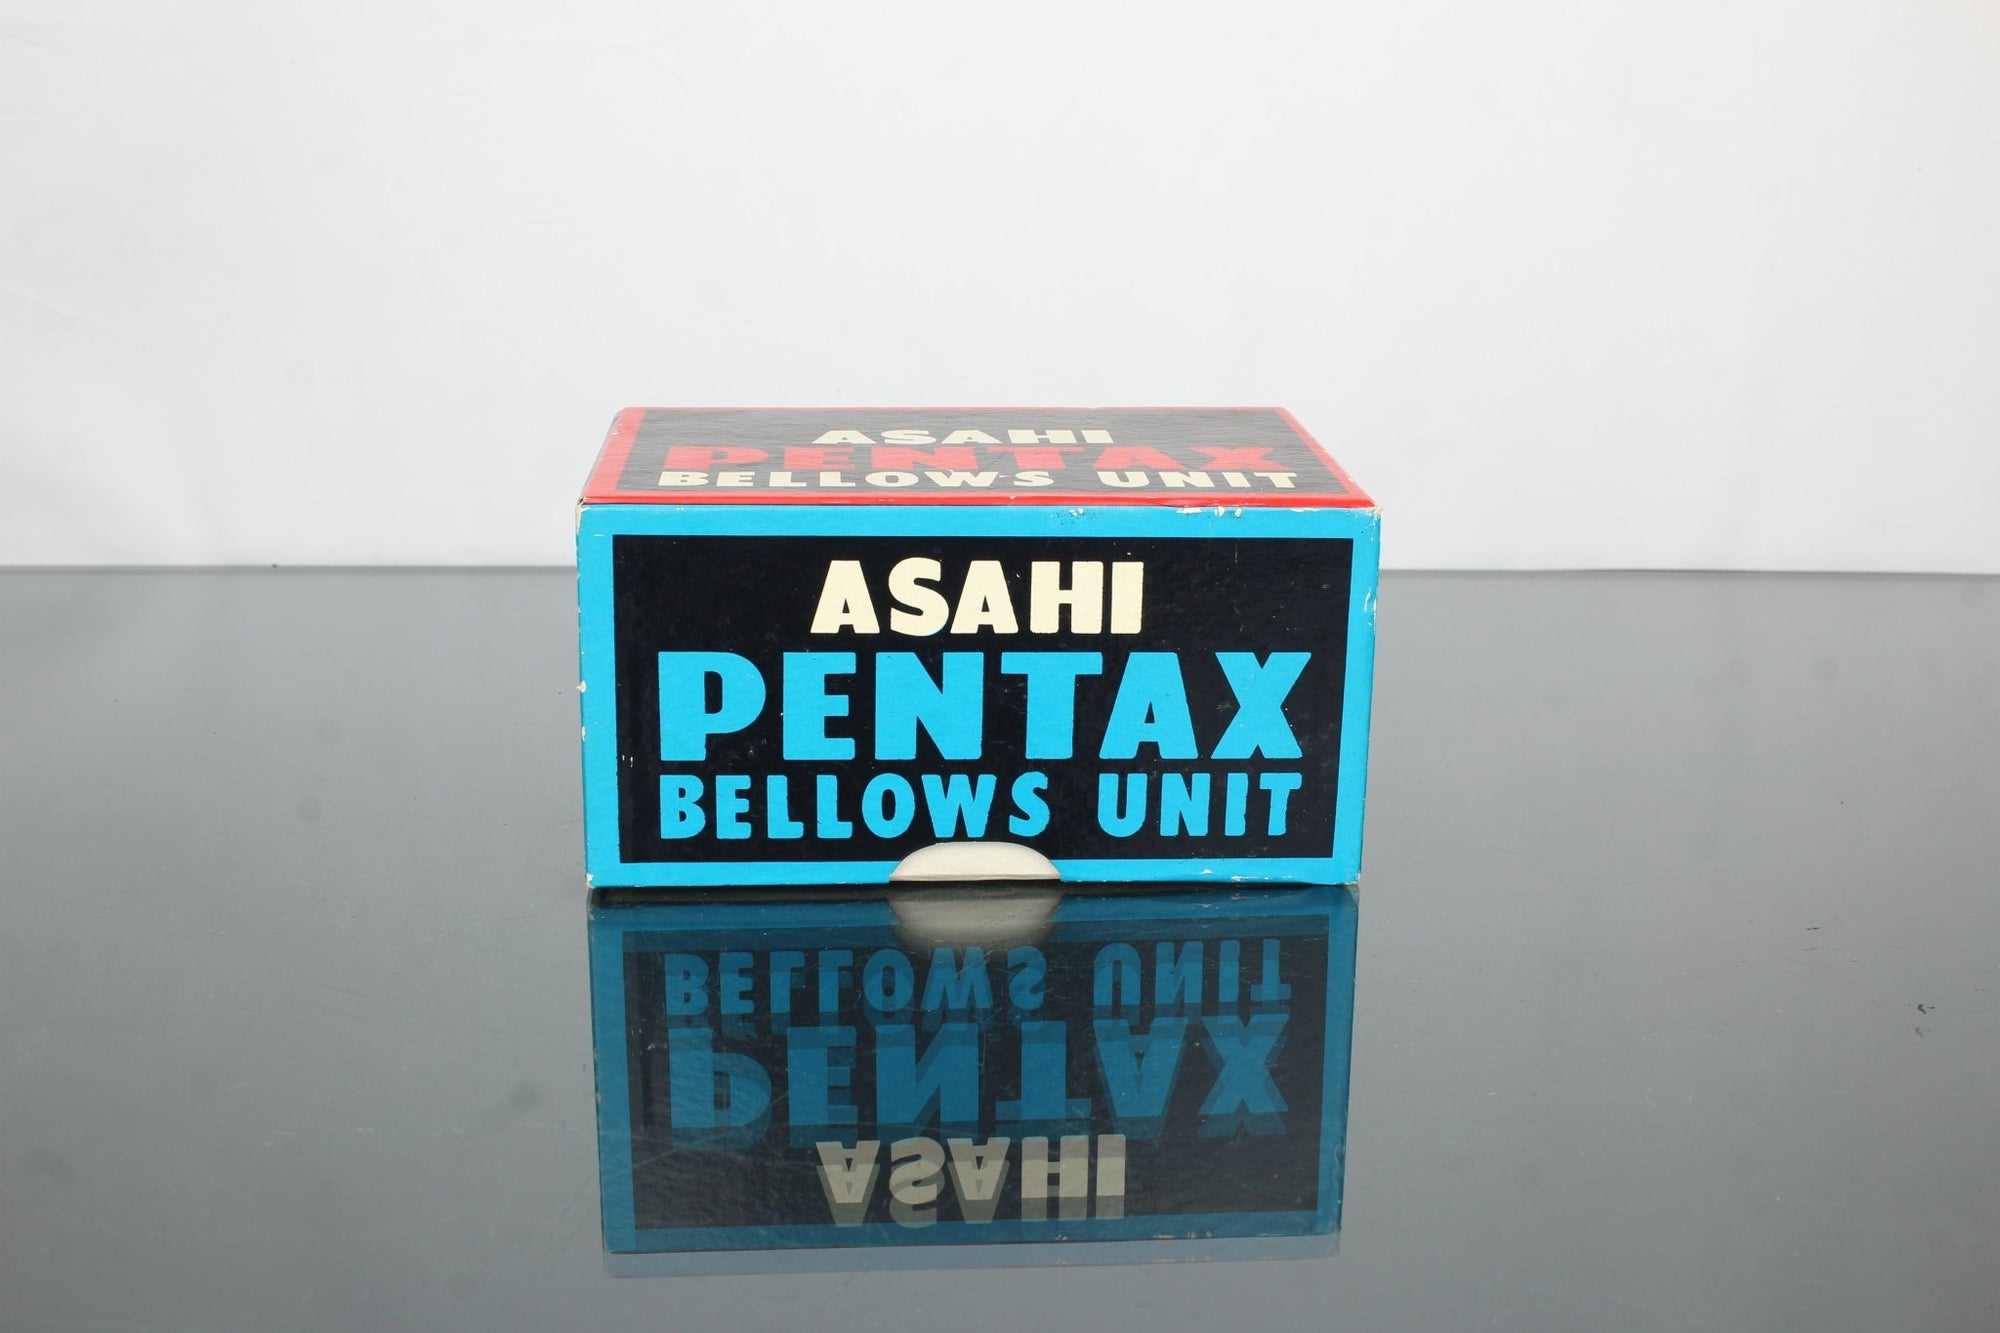 ASAHI
PENTAX
BELLOWS UNIT
ASAHI
PENTAX
BELLOWS UNIT